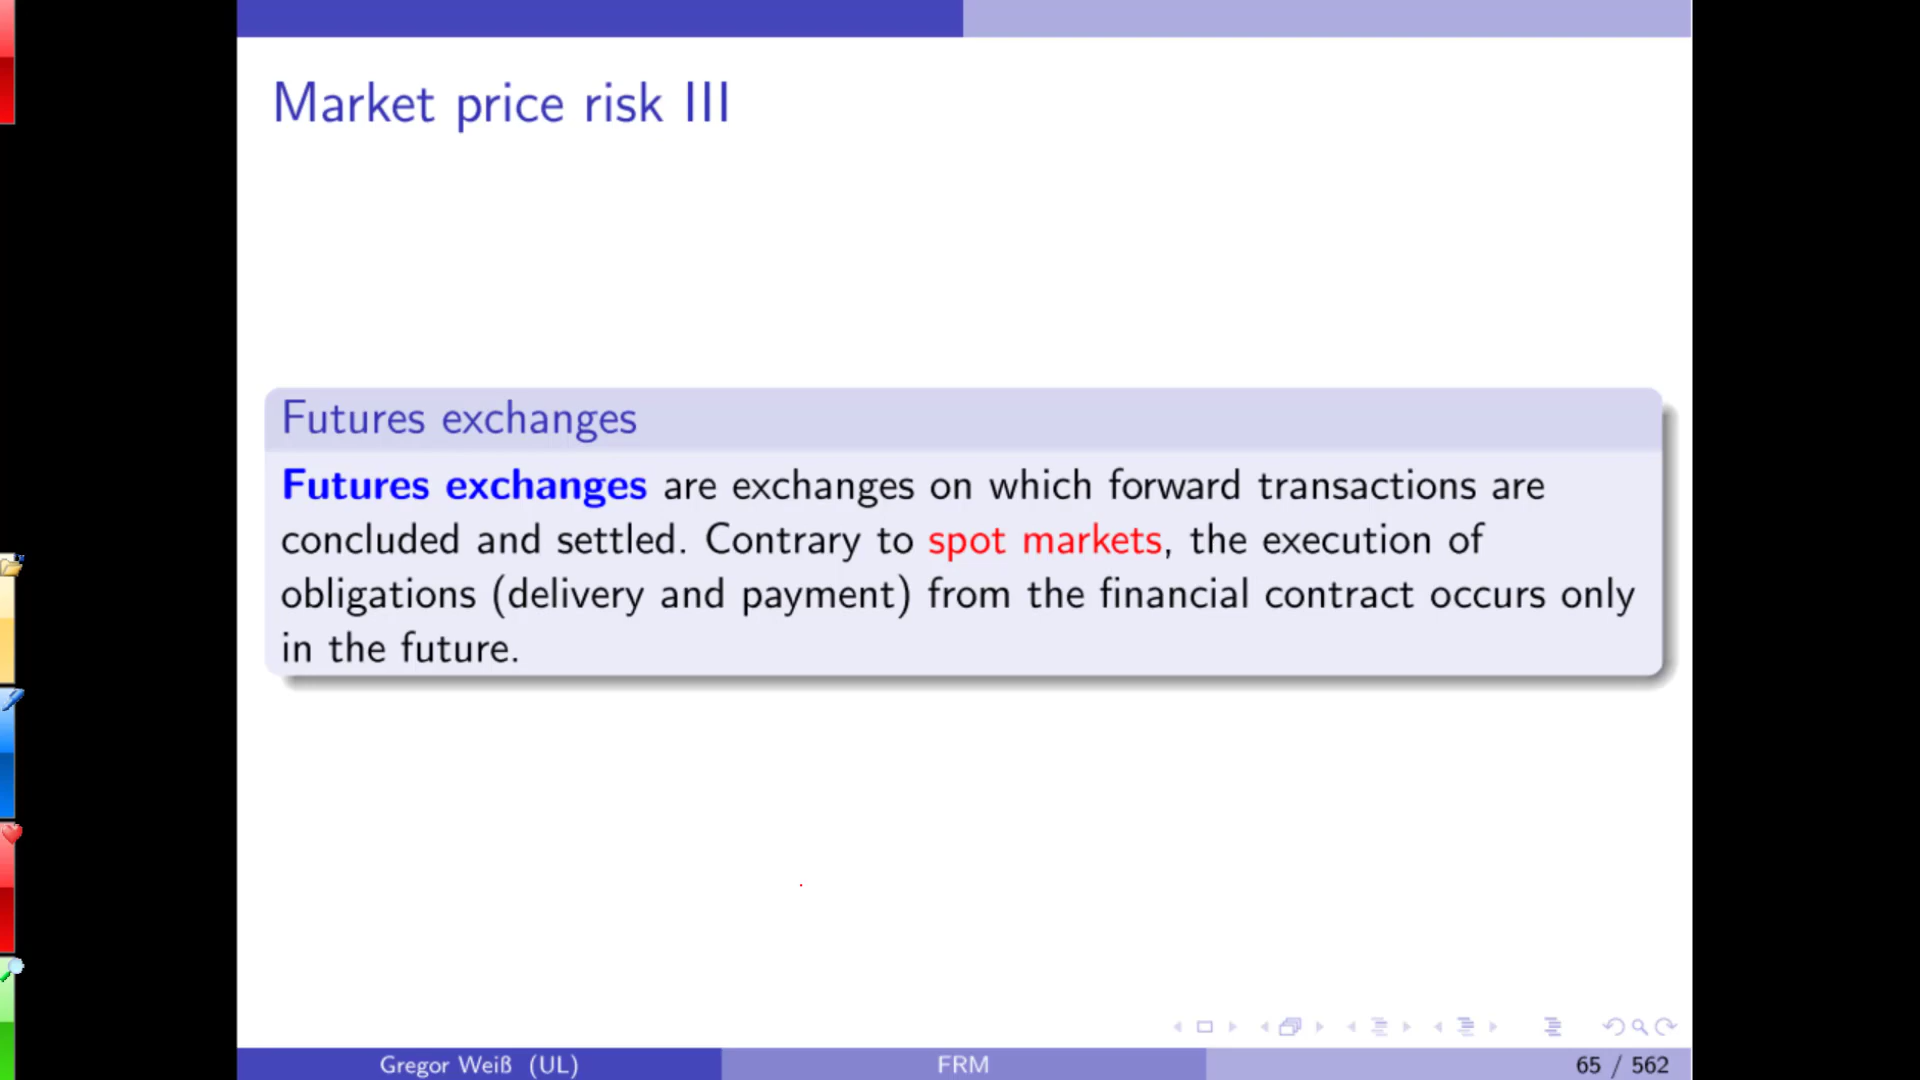 Market price risk III
Futures exchanges
Futures exchanges are exchanges on which forward transactions are
concluded and settled. Contrary to spot markets, the execution of
obligations (delivery and payment) from the financial contract occurs only
in the future.
Gregor Weiß (UL)
FRM
65 / 562